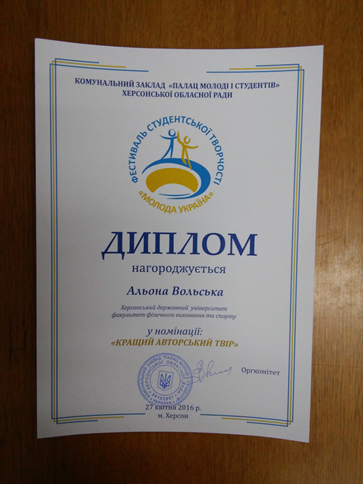 КОМУНАЛЬНИЙ ЗАКЛАД «ПАЛАЦ МОЛОДІ І СТУДЕНТІВ»
ХЕРСОНСЬКОЇ ОБЛАСНОЇ РАДИ
ФЕСТИВАЛЬ СТУДЕНТСЬКОЇ ТВОРЧОСТІ
«МОЛОДА УКРАЇНА»
ДИПЛОМ
нагороджується
Альона Вольська
Херсонський державний університет
факультет фізичного виховання та спорту
у номінації:
«КРАЩИЙ АВТОРСЬКИЙ ТВІР»
Оргкомітет
27 квітня 2016 р.
м. Херсон